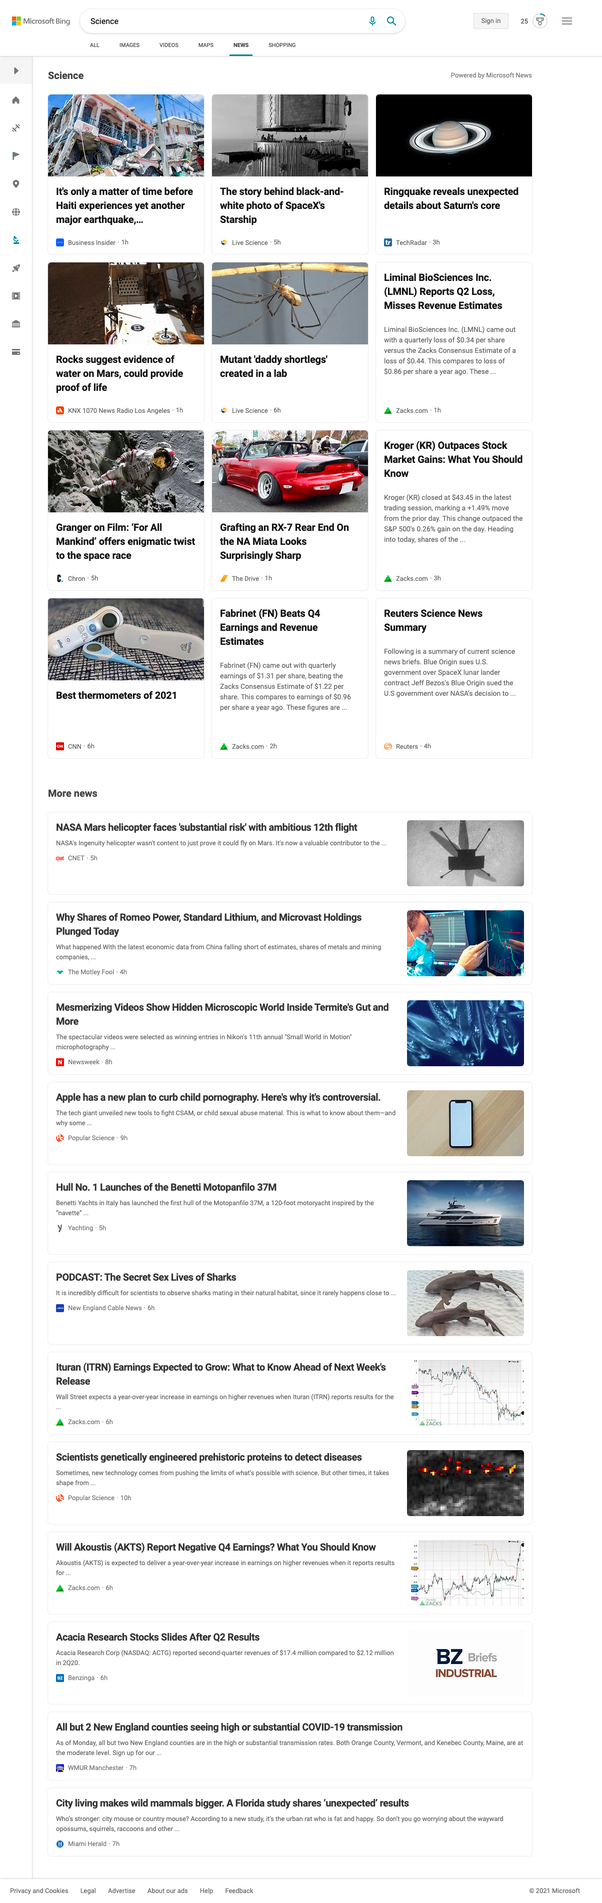 Microsoft Bing
Science
Sign in
25
ALL IMAGES VIDEOS MAPS NEWS SHOPPING
Science
Powered by Microsoft News
It's only a matter of time before
Haiti experiences yet another
major earthquake,...
Business Insider · 1h
The story behind black-and-
white photo of SpaceX's
Starship
Live Science · 5h
Ringquake reveals unexpected
details about Saturn's core
tr TechRadar · 3h
Rocks suggest evidence of
water on Mars, could provide
proof of life
KNX 1070 News Radio Los Angeles · 1h
Mutant 'daddy shortlegs'
created in a lab
Live Science · 6h
Liminal BioSciences Inc.
(LMNL) Reports Q2 Loss,
Misses Revenue Estimates
Liminal BioSciences Inc. (LMNL) came out
with a quarterly loss of $0.34 per share
versus the Zacks Consensus Estimate of a
loss of $0.44. This compares to loss of
$0.86 per share a year ago. These ...
Zacks.com · 1h
Granger on Film: 'For All
Mankind' offers enigmatic twist
to the space race
Chron · 5h
Grafting an RX-7 Rear End On
the NA Miata Looks
Surprisingly Sharp
The Drive · 1h
Kroger (KR) Outpaces Stock
Market Gains: What You Should
Know
Kroger (KR) closed at $43.45 in the latest
trading session, marking a +1.49% move
from the prior day. This change outpaced the
S&P 500's 0.26% gain on the day. Heading
into today, shares of the ...
Zacks.com · 3h
Best thermometers of 2021
CNN · 6h
Fabrinet (FN) Beats Q4
Earnings and Revenue
Estimates
Fabrinet (FN) came out with quarterly
earnings of $1.31 per share, beating the
Zacks Consensus Estimate of $1.22 per
share. This compares to earnings of $0.96
per share a year ago. These figures are ...
Zacks.com · 2h
Reuters Science News
Summary
Following is a summary of current science
news briefs. Blue Origin sues U.S.
government over SpaceX lunar lander
contract Jeff Bezos's Blue Origin sued the
U.S government over NASA's decision to ...
Reuters · 4h
More news
NASA Mars helicopter faces 'substantial risk' with ambitious 12th flight
NASA's Ingenuity helicopter wasn't content to just prove it could fly on Mars. It's now a valuable contributor to the ...
CNET · 5h
Why Shares of Romeo Power, Standard Lithium, and Microvast Holdings
Plunged Today
What happened With the latest economic data from China falling short of estimates, shares of metals and mining
companies, ...
The Motley Fool · 4h
Mesmerizing Videos Show Hidden Microscopic World Inside Termite's Gut and
More
The spectacular videos were selected as winning entries in Nikon's 11th annual "Small World in Motion"
microphotography ...
N Newsweek · 8h
Apple has a new plan to curb child pornography. Here's why it's controversial.
The tech giant unveiled new tools to fight CSAM, or child sexual abuse material. This is what to know about them—and
why some ...
Popular Science · 9h
Hull No. 1 Launches of the Benetti Motopanfilo 37M
Benetti Yachts in Italy has launched the first hull of the Motopanfilo 37M, a 120-foot motoryacht inspired by the
"navette" ...
Yachting · 5h
PODCAST: The Secret Sex Lives of Sharks
It is incredibly difficult for scientists to observe sharks mating in their natural habitat, since it rarely happens close to ...
New England Cable News · 6h
Ituran (ITRN) Earnings Expected to Grow: What to Know Ahead of Next Week's
Release
Wall Street expects a year-over-year increase in earnings on higher revenues when Ituran (ITRN) reports results for the
...
Zacks.com · 6h
ZACKS
Scientists genetically engineered prehistoric proteins to detect diseases
Sometimes, new technology comes from pushing the limits of what's possible with science. But other times, it takes
shape from ...
Popular Science · 10h
Will Akoustis (AKTS) Report Negative Q4 Earnings? What You Should Know
Akoustis (AKTS) is expected to deliver a year-over-year increase in earnings on higher revenues when it reports results
for ...
Zacks.com · 6h
ZACKS
Acacia Research Stocks Slides After Q2 Results
Acacia Research Corp (NASDAQ: ACTG) reported second-quarter revenues of $17.4 million compared to $2.12 million
in 2Q20.
BZ Benzinga · 6h
BZ Briefs
INDUSTRIAL
All but 2 New England counties seeing high or substantial COVID-19 transmission
As of Monday, all but two New England counties are in the high or substantial transmission rates. Both Orange County, Vermont, and Kenebec County, Maine, are at
the moderate level. Sign up for our ...
WMUR Manchester · 7h
City living makes wild mammals bigger. A Florida study shares 'unexpected' results
Who's stronger: city mouse or country mouse? According to a new study, it's the urban rat who is fat and happy. So don't you go worrying about the wayward
opossums, squirrels, raccoons and other ...
Miami Herald · 7h
Privacy and Cookies Legal Advertise About our ads Help Feedback
© 2021 Microsoft